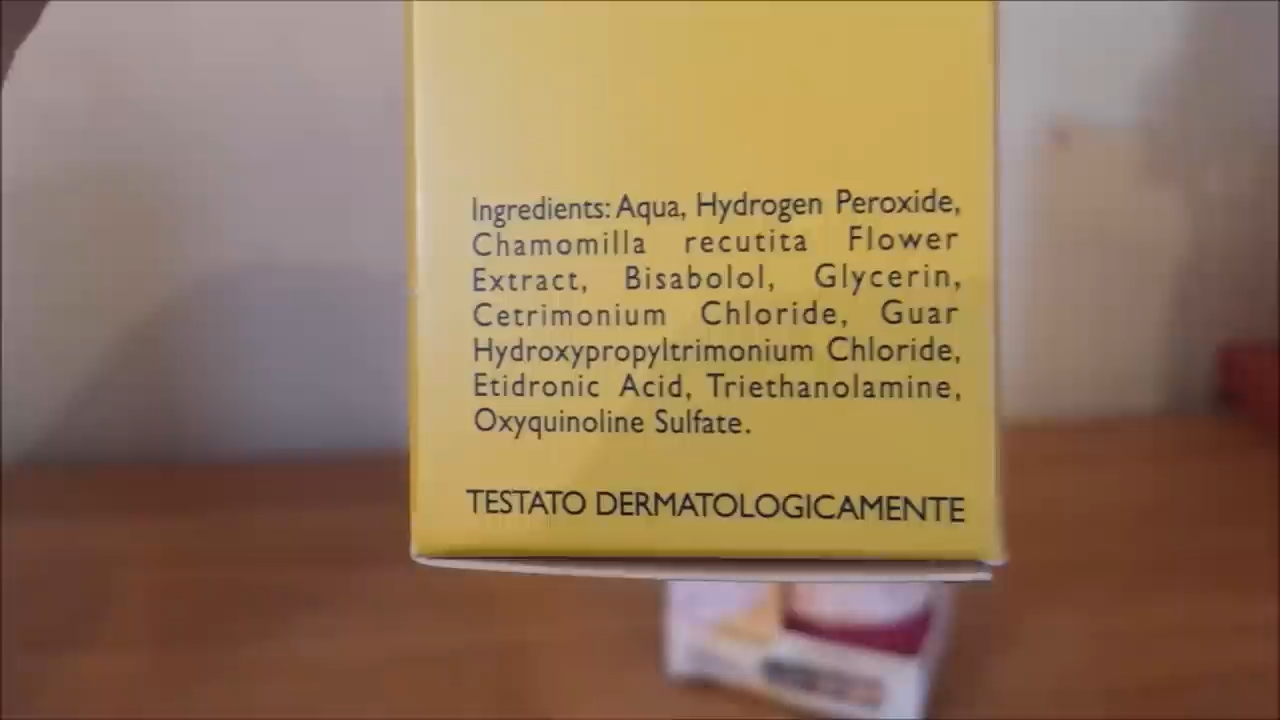 Ingredients: Aqua, Hydrogen Peroxide,
Chamomilla recutita Flower
Extract, Bisabolol, Glycerin,
Cetrimonium Chloride, Guar
Hydroxypropyltrimonium Chloride,
Etidronic Acid, Triethanolamine,
Oxyquinoline Sulfate.
TESTATO DERMATOLOGICAMENTE